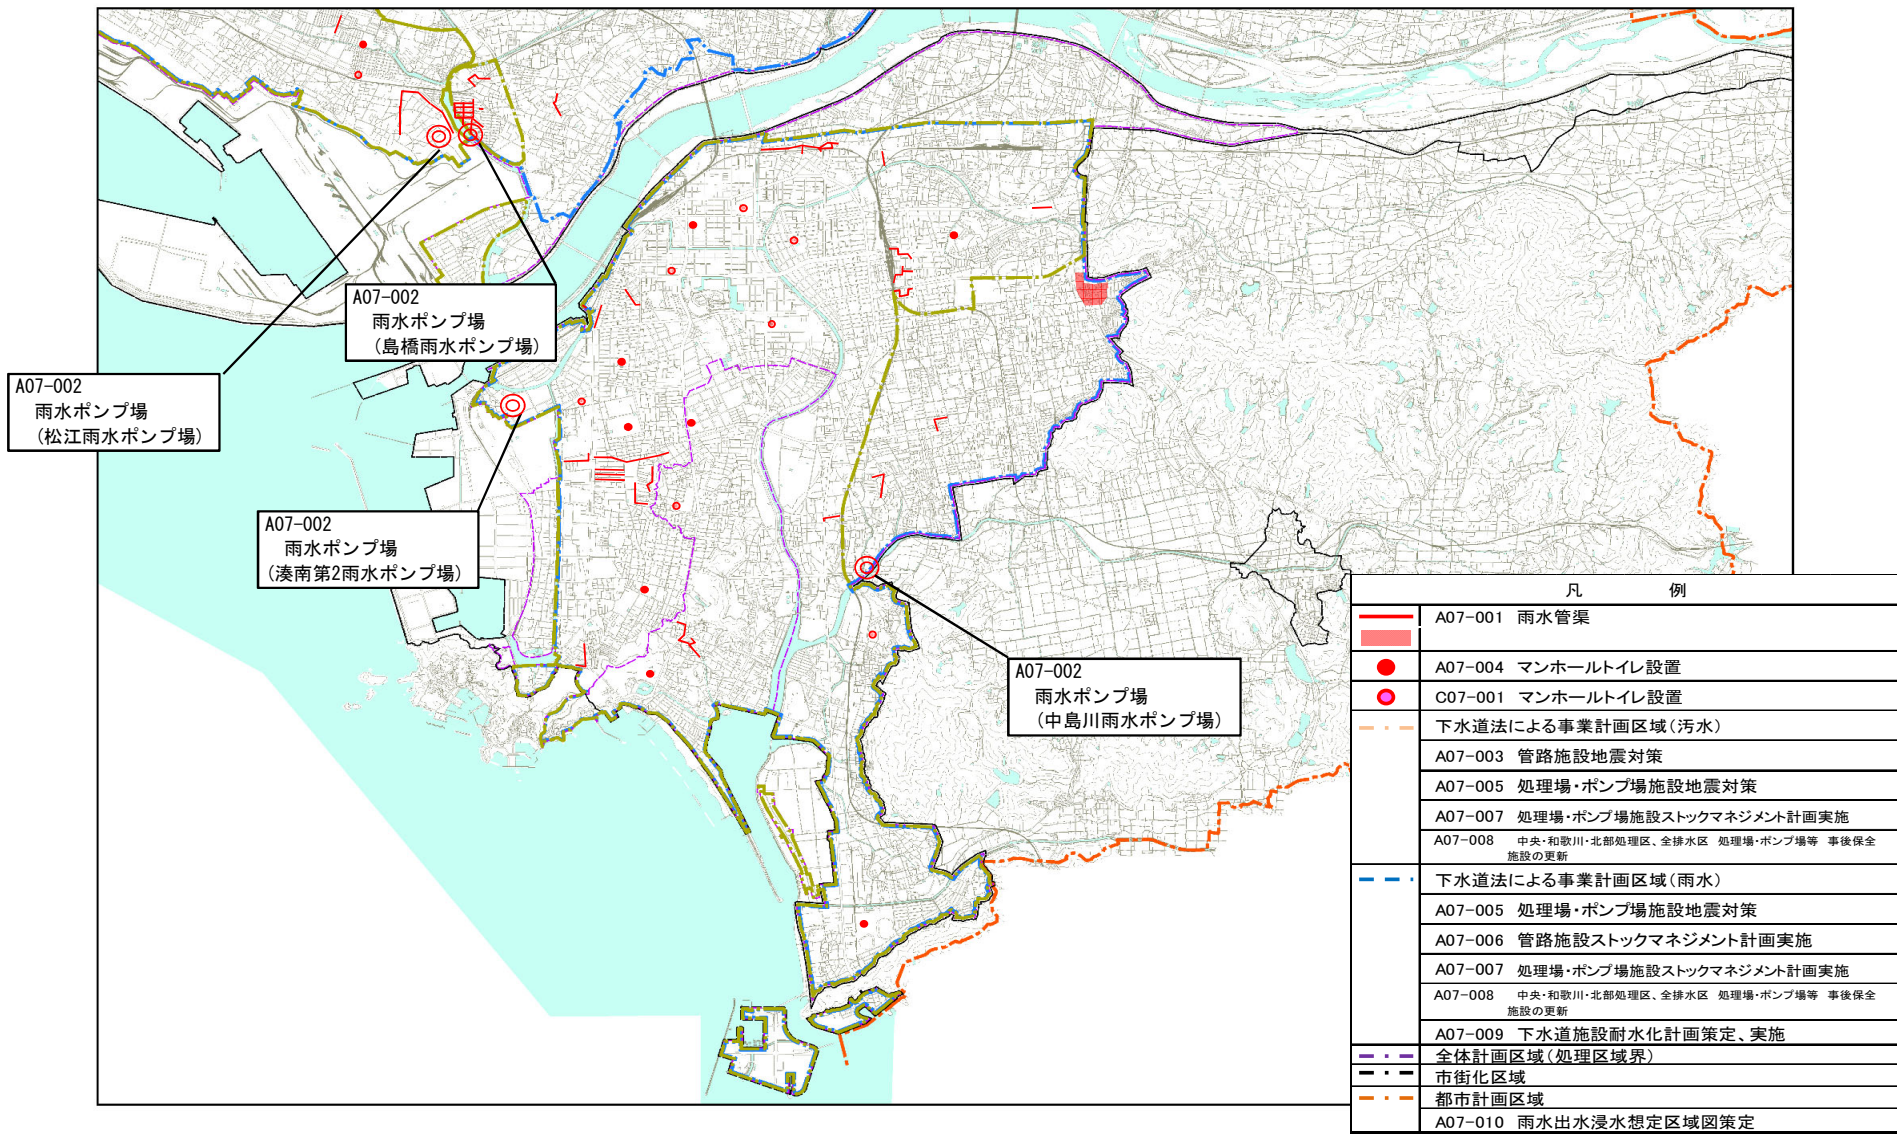 A07-002
雨水ポンプ場
(島橋雨水ポンプ場)
A07-002
雨水ポンプ場
(松江雨水ポンプ場)
A07-002
雨水ポンプ場
(湊南第2雨水ポンプ場)
A07-002
雨水ポンプ場
(中島川雨水ポンプ場)
凡 例
A07-001 雨水管渠
A07-004 マンホールトイレ設置
C07-001 マンホールトイレ設置
下水道法による事業計画区域(汚水)
A07-003 管路施設地震対策
A07-005 処理場・ポンプ場施設地震対策
A07-007 処理場・ポンプ場施設ストックマネジメント計画実施
A07-008 中央・和歌川・北部処理区、全排水区 処理場・ポンプ場等 事後保全
施設の更新
下水道法による事業計画区域(雨水)
A07-005 処理場・ポンプ場施設地震対策
A07-006 管路施設ストックマネジメント計画実施
A07-007 処理場・ポンプ場施設ストックマネジメント計画実施
A07-008 中央・和歌川・北部処理区、全排水区 処理場・ポンプ場等 事後保全
施設の更新
A07-009 下水道施設耐水化計画策定、実施
全体計画区域(処理区域界)
市街化区域
都市計画区域
A07-010 雨水出水浸水想定区域図策定